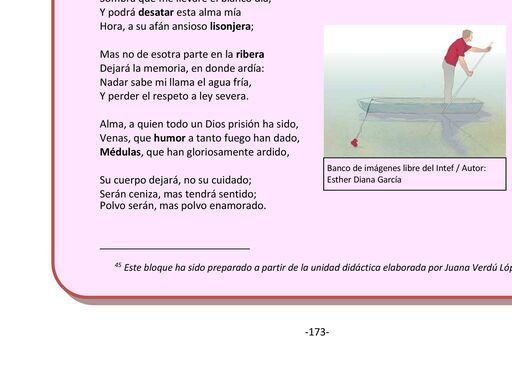 Sombra que me llevare el blanco día,
Y podrá desatar esta alma mía
Hora, a su afán ansioso lisonjera;
Mas no de esotra parte en la ribera
Dejará la memoria, en donde ardía:
Nadar sabe mi llama el agua fría,
Y perder el respeto a ley severa.
Alma, a quien todo un Dios prisión ha sido,
Venas, que humor a tanto fuego han dado,
Médulas, que han gloriosamente ardido,
Su cuerpo dejará, no su cuidado;
Serán ceniza, mas tendrá sentido;
Polvo serán, mas polvo enamorado.
Banco de imágenes libre del Intef / Autor:
Esther Diana García
45 Este bloque ha sido preparado a partir de la unidad didáctica elaborada por Juana Verdú Lóp
-173-